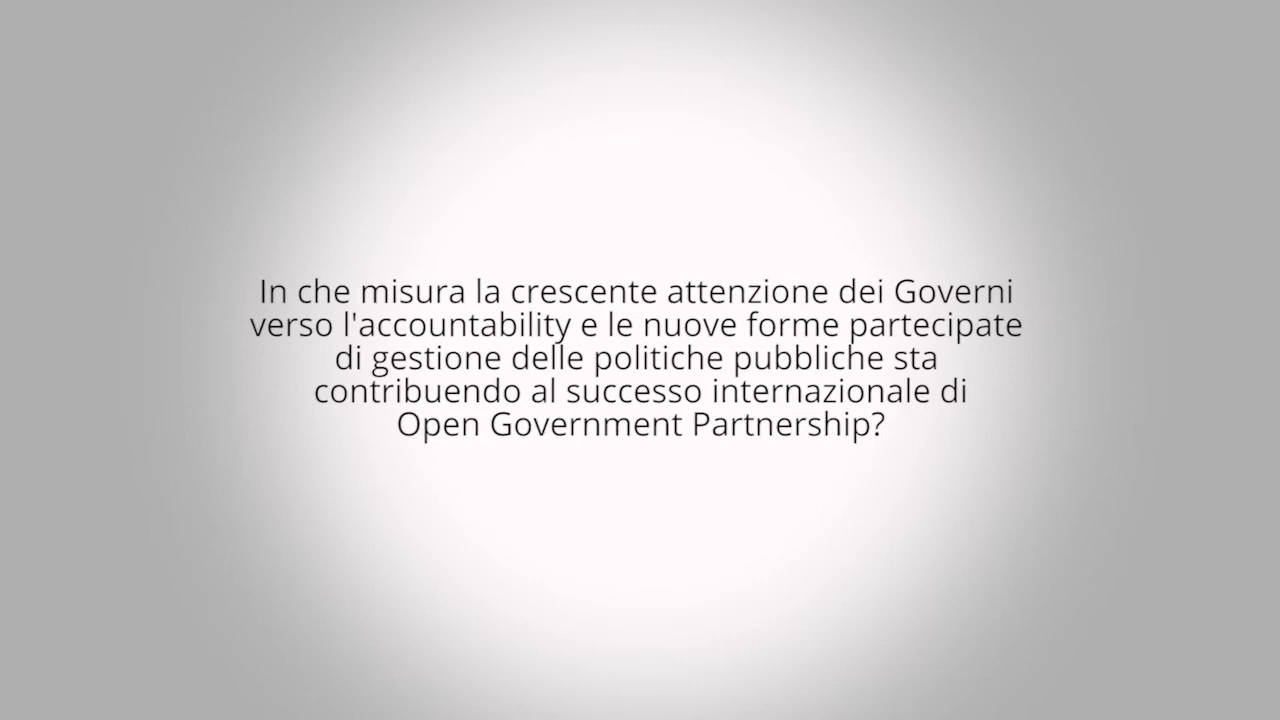 In che misura la crescente attenzione dei Governi
verso l'accountability e le nuove forme partecipate
di gestione delle politiche pubbliche sta
contribuendo al successo internazionale di
Open Government Partnership?